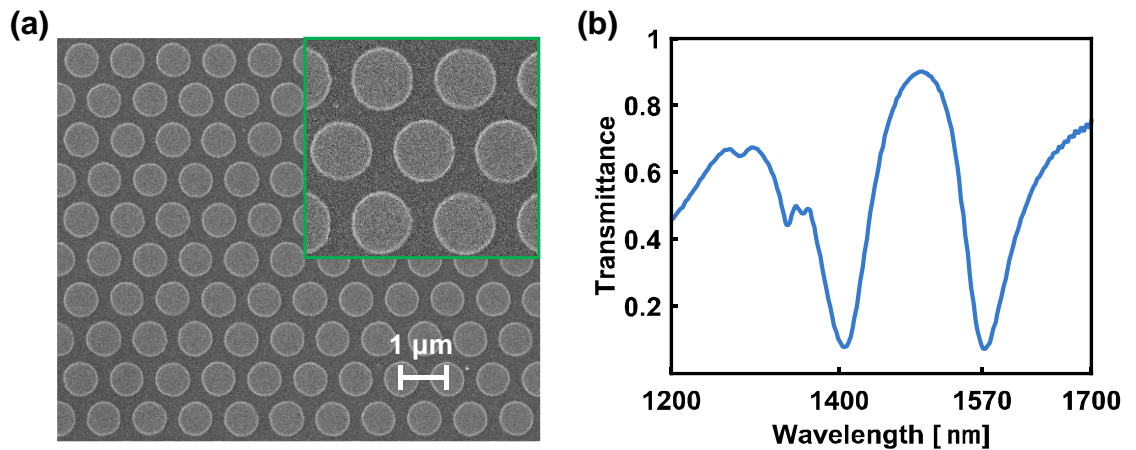 (a)
1 μm
(b)
Transmittance
1
0.8
0.6
0.4
0.2
1200 1400 1570 1700
Wavelength [nm]